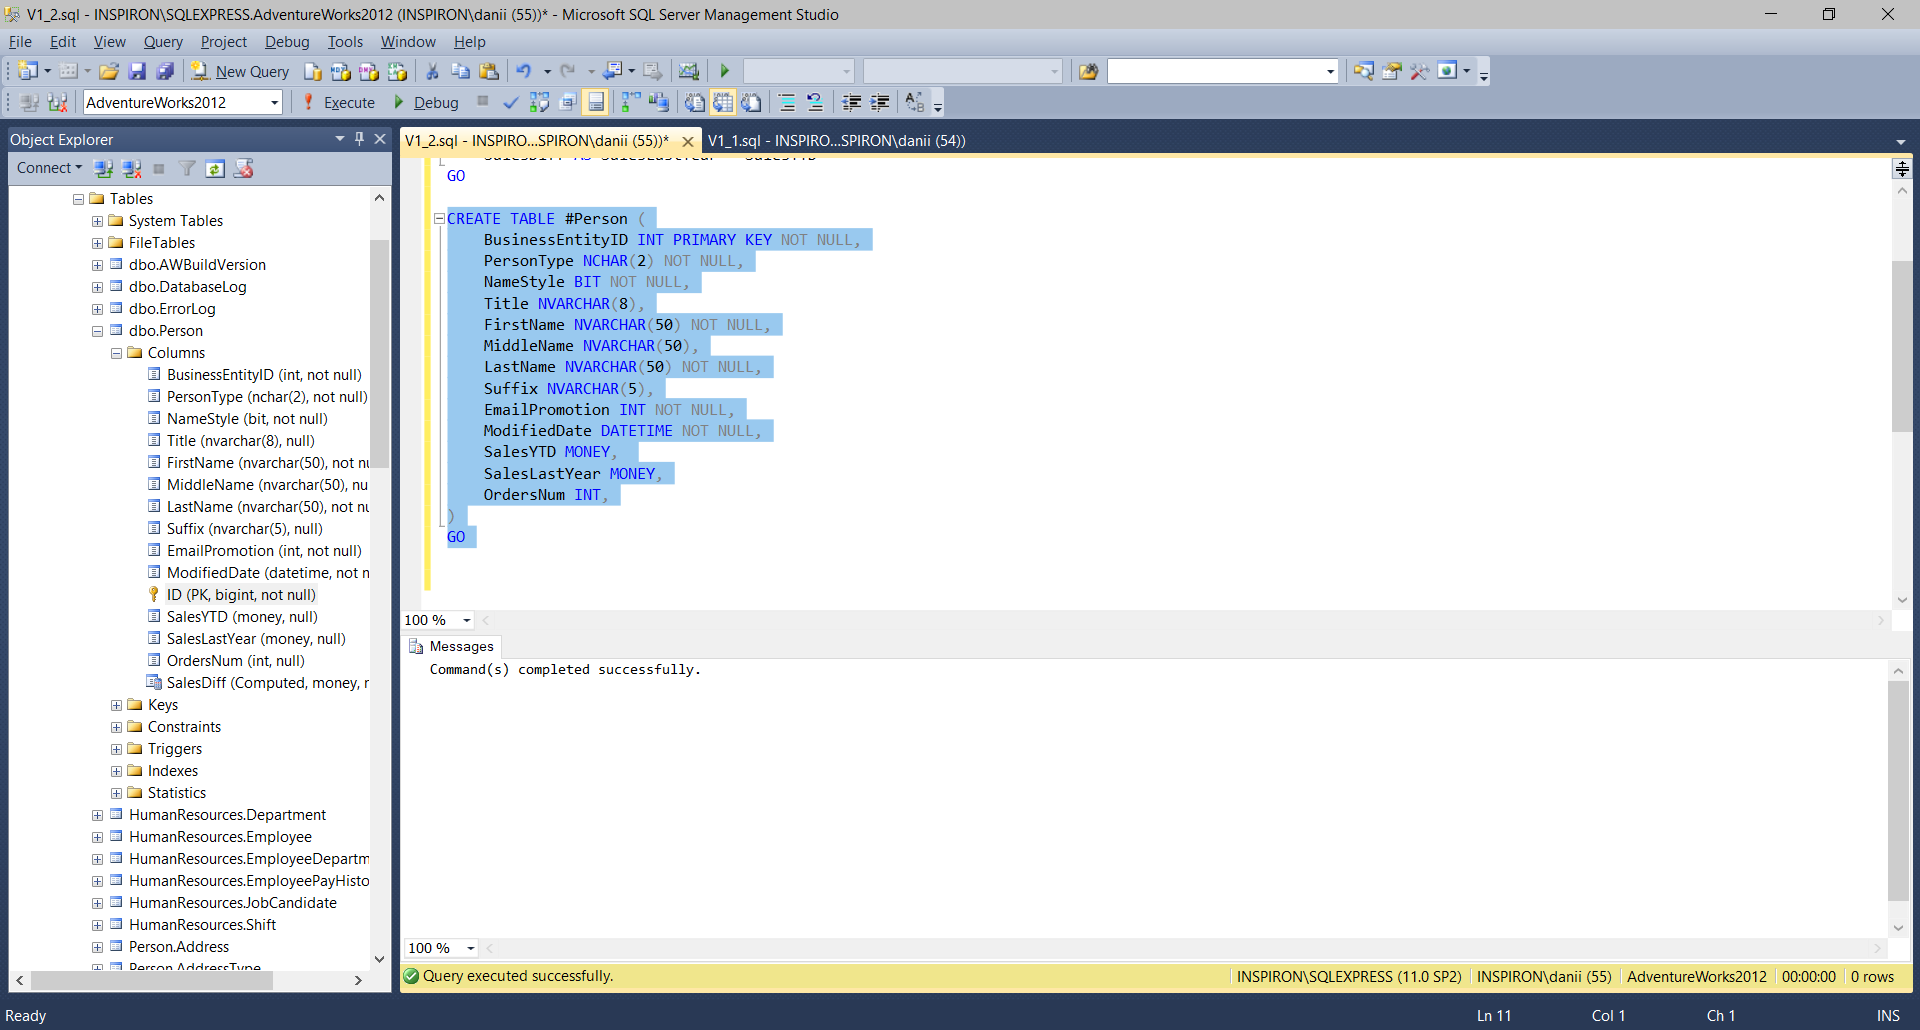 V1_2.sql - INSPIRON\SQLEXPRESS.AdventureWorks2012 (INSPIRON\danii (55))* - Microsoft SQL Server Management Studio
File Edit View Query Project Debug Tools Window Help
New Query
AdventureWorks2012 Execute Debug
Object Explorer
Connect
Tables
System Tables
FileTables
dbo.AWBuildVersion
dbo.DatabaseLog
dbo.ErrorLog
dbo.Person
Columns
BusinessEntityID (int, not null)
PersonType (nchar(2), not null)
NameStyle (bit, not null)
Title (nvarchar(8), null)
FirstName (nvarchar(50), not nu
MiddleName (nvarchar(50), nu
LastName (nvarchar(50), not nu
Suffix (nvarchar(5), null)
EmailPromotion (int, not null)
ModifiedDate (datetime, not n
ID (PK, bigint, not null)
SalesYTD (money, null)
SalesLastYear (money, null)
OrdersNum (int, null)
SalesDiff (Computed, money, r
Keys
Constraints
Triggers
Indexes
Statistics
HumanResources.Department
HumanResources.Employee
HumanResources.EmployeeDepartm
HumanResources.EmployeePayHisto
HumanResources.JobCandidate
HumanResources.Shift
Person.Address
Person.AddressType
V1_2.sql - INSPIRO...SPIRON\danii (55))* V1_1.sql - INSPIRO...SPIRON\danii (54))
GO
CREATE TABLE #Person (
BusinessEntityID INT PRIMARY KEY NOT NULL,
PersonType NCHAR(2) NOT NULL,
NameStyle BIT NOT NULL,
Title NVARCHAR(8),
FirstName NVARCHAR(50) NOT NULL,
MiddleName NVARCHAR(50),
LastName NVARCHAR(50) NOT NULL,
Suffix NVARCHAR(5),
EmailPromotion INT NOT NULL,
ModifiedDate DATETIME NOT NULL,
SalesYTD MONEY,
SalesLastYear MONEY,
OrdersNum INT,
)
GO
100 %
Messages
Command(s) completed successfully.
100 %
Query executed successfully. INSPIRON\SQLEXPRESS (11.0 SP2) INSPIRON\danii (55) AdventureWorks2012 00:00:00 0 rows
Ready Ln 11 Col 1 Ch 1 INS